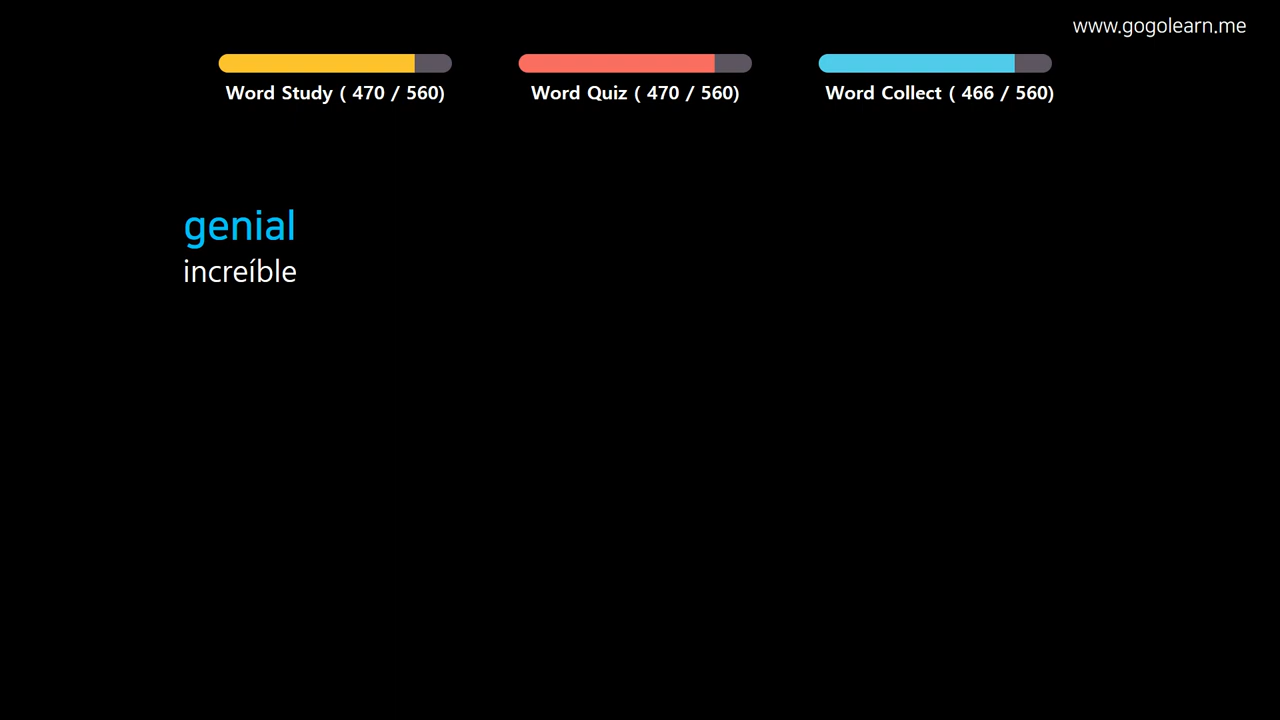 www.gogolearn.me
Word Study ( 470 / 560)
Word Quiz ( 470 / 560)
Word Collect ( 466 / 560)
genial
increíble